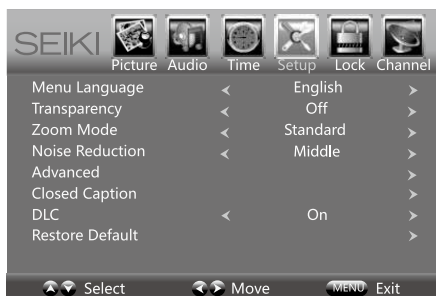 SEIKI
Picture Audio Time Setup Lock Channel
Menu Language English
Transparency Off
Zoom Mode Standard
Noise Reduction Middle
Advanced
Closed Caption
DLC On
Restore Default
Select Move MENU Exit